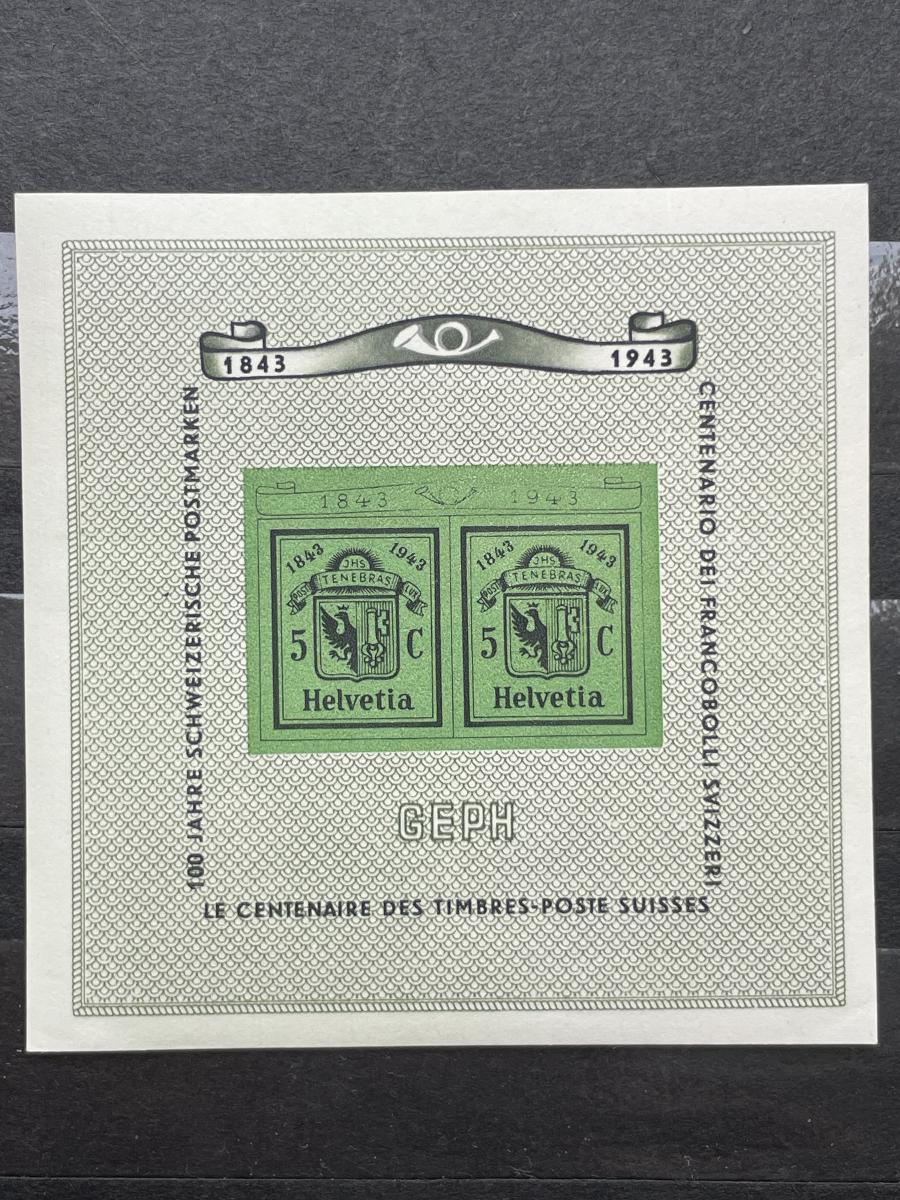 1843 1943
100 JAHRE SCHWEIZERISCHE POSTMARKEN
CENTENARIO DEI FRANCOBOLLI SVIZZERI
1843 1943
1843 1943
JHS
TENEBRAS
POST LUX
5 C
Helvetia
1843 1943
JHS
TENEBRAS
POST LUX
5 C
Helvetia
GEPH
LE CENTENAIRE DES TIMBRES-POSTE SUISSES